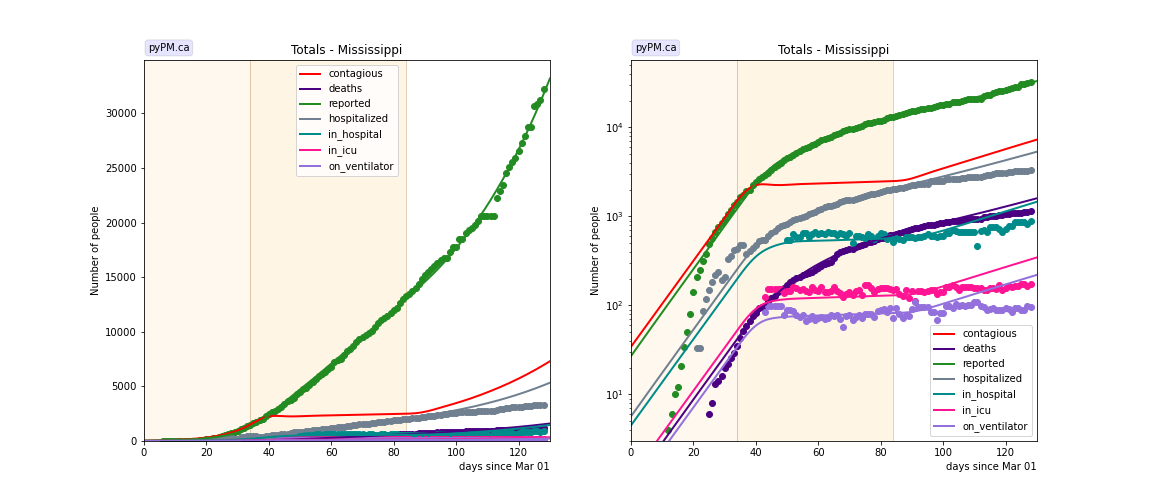 pyPM.ca
Totals - Mississippi
contagious
deaths
reported
hospitalized
in_hospital
in_icu
on_ventilator
Number of people
30000
25000
20000
15000
10000
5000
0
0 20 40 60 80 100 120
days since Mar 01
pyPM.ca
Totals - Mississippi
Number of people
10^4
10^3
10^2
10^1
contagious
deaths
reported
hospitalized
in_hospital
in_icu
on_ventilator
0 20 40 60 80 100 120
days since Mar 01